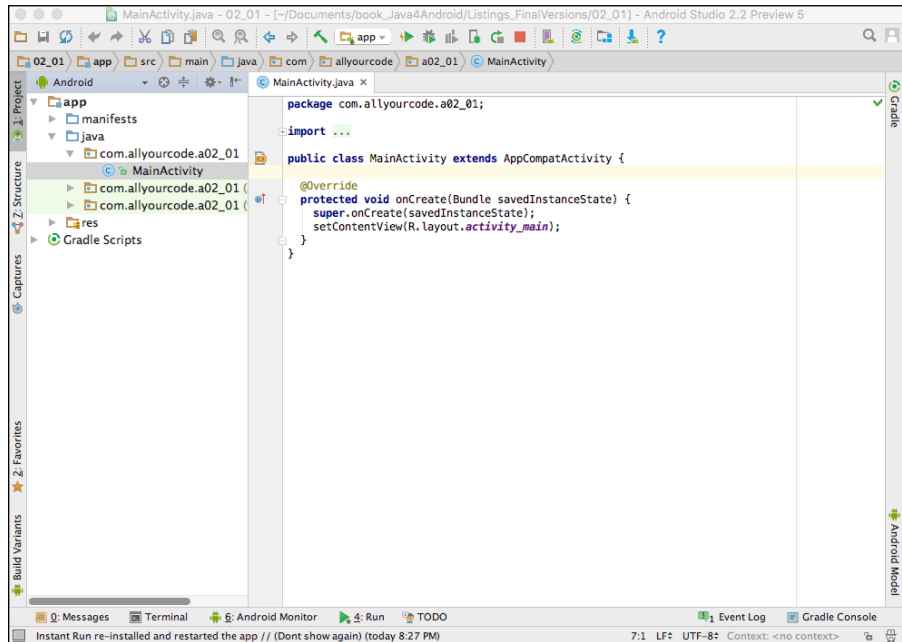 MainActivity.java - 02_01 - [~/Documents/book_Java4Android/Listings_FinalVersions/02_01] - Android Studio 2.2 Preview 5
app
02_01 app src main java com allyourcode a02_01 MainActivity
1: Project
Z: Structure
Captures
2: Favorites
Build Variants
Android
app
manifests
java
com.allyourcode.a02_01
MainActivity
com.allyourcode.a02_01 (
com.allyourcode.a02_01 (
res
Gradle Scripts
MainActivity.java ×
package com.allyourcode.a02_01;
import ...
public class MainActivity extends AppCompatActivity {
@Override
protected void onCreate(Bundle savedInstanceState) {
super.onCreate(savedInstanceState);
setContentView(R.layout.activity_main);
}
}
Gradle
Android Model
0: Messages Terminal 6: Android Monitor 4: Run TODO 1 Event Log Gradle Console
Instant Run re-installed and restarted the app // (Dont show again) (today 8:27 PM) 7:1 LF÷ UTF-8÷ Context: <no context>